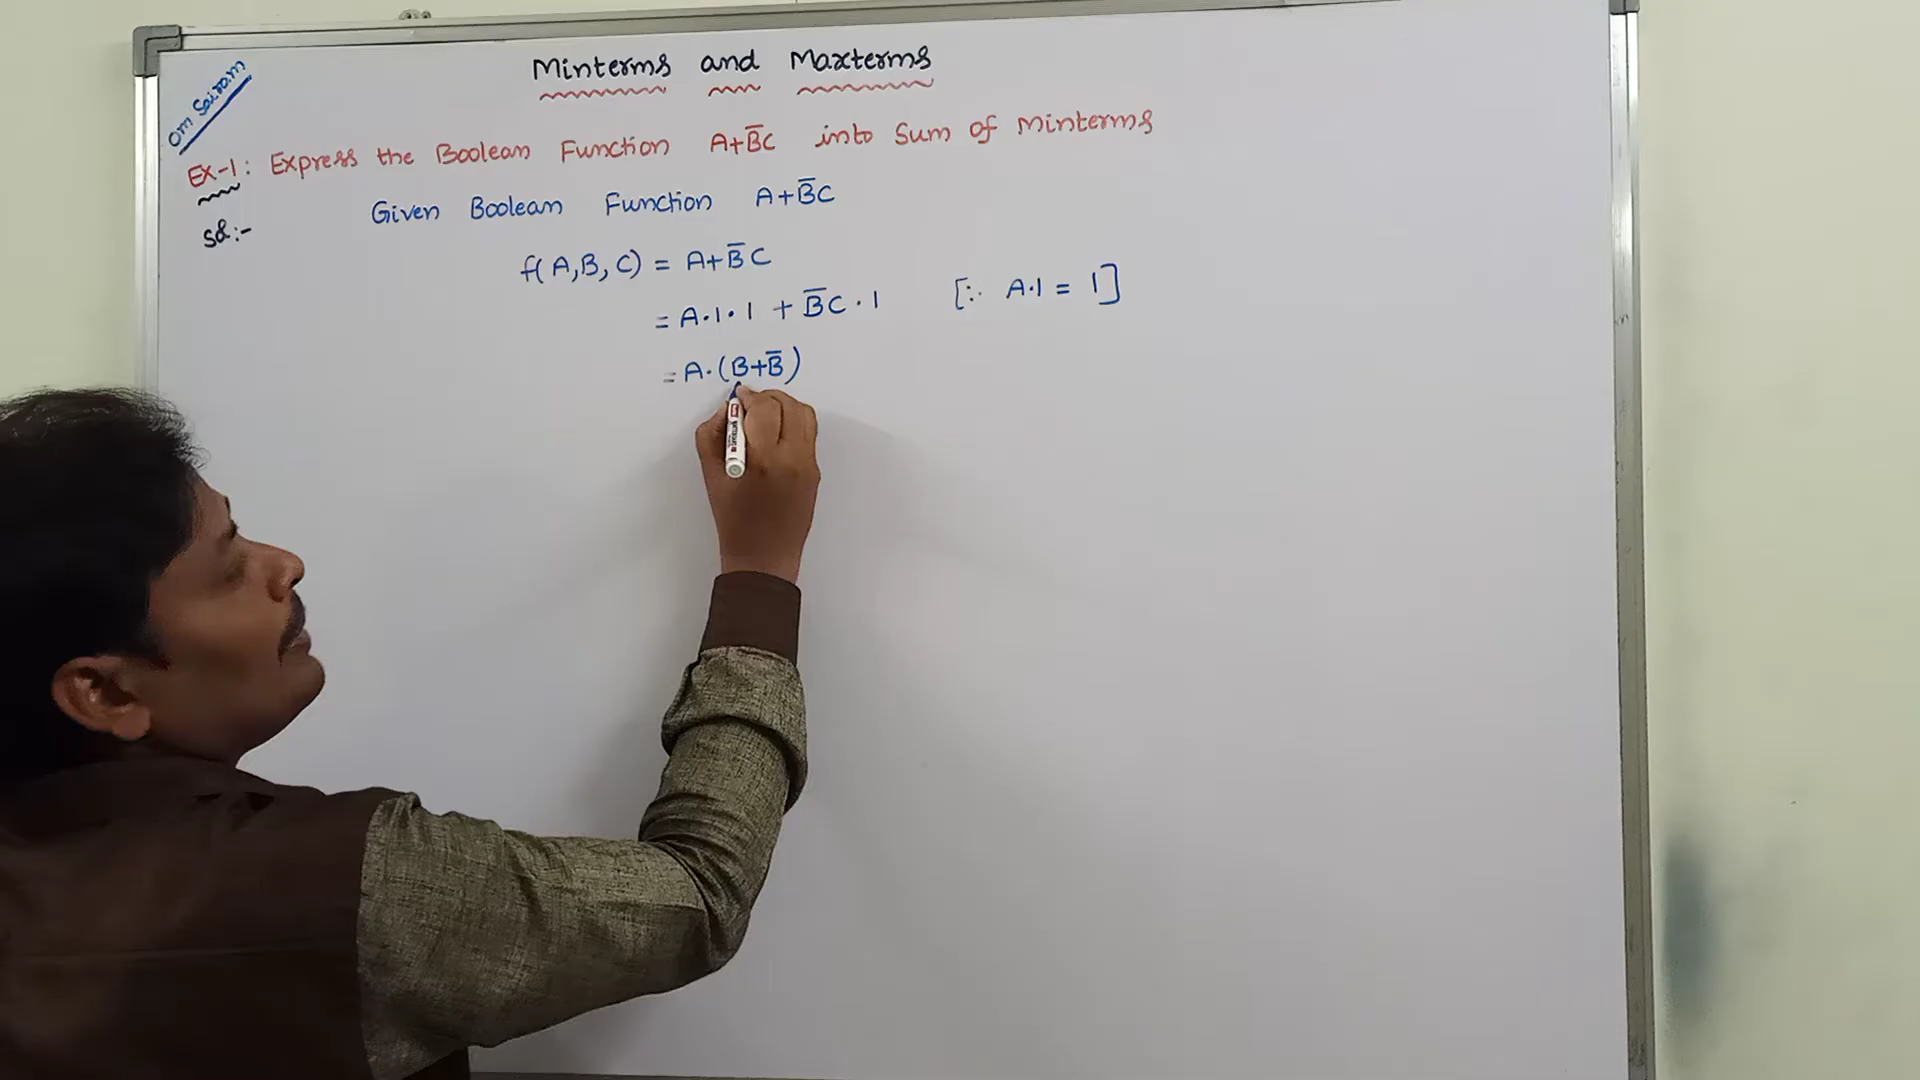 Om Sairam
Minterms and Maxterms
Ex-1: Express the Boolean Function A+B̅C into Sum of Minterms
Sol:- Given Boolean Function A+B̅C
f(A,B,C) = A+B̅C
= A·1·1 + B̅C·1 [∵ A·1 = 1]
= A·(B+B̅)